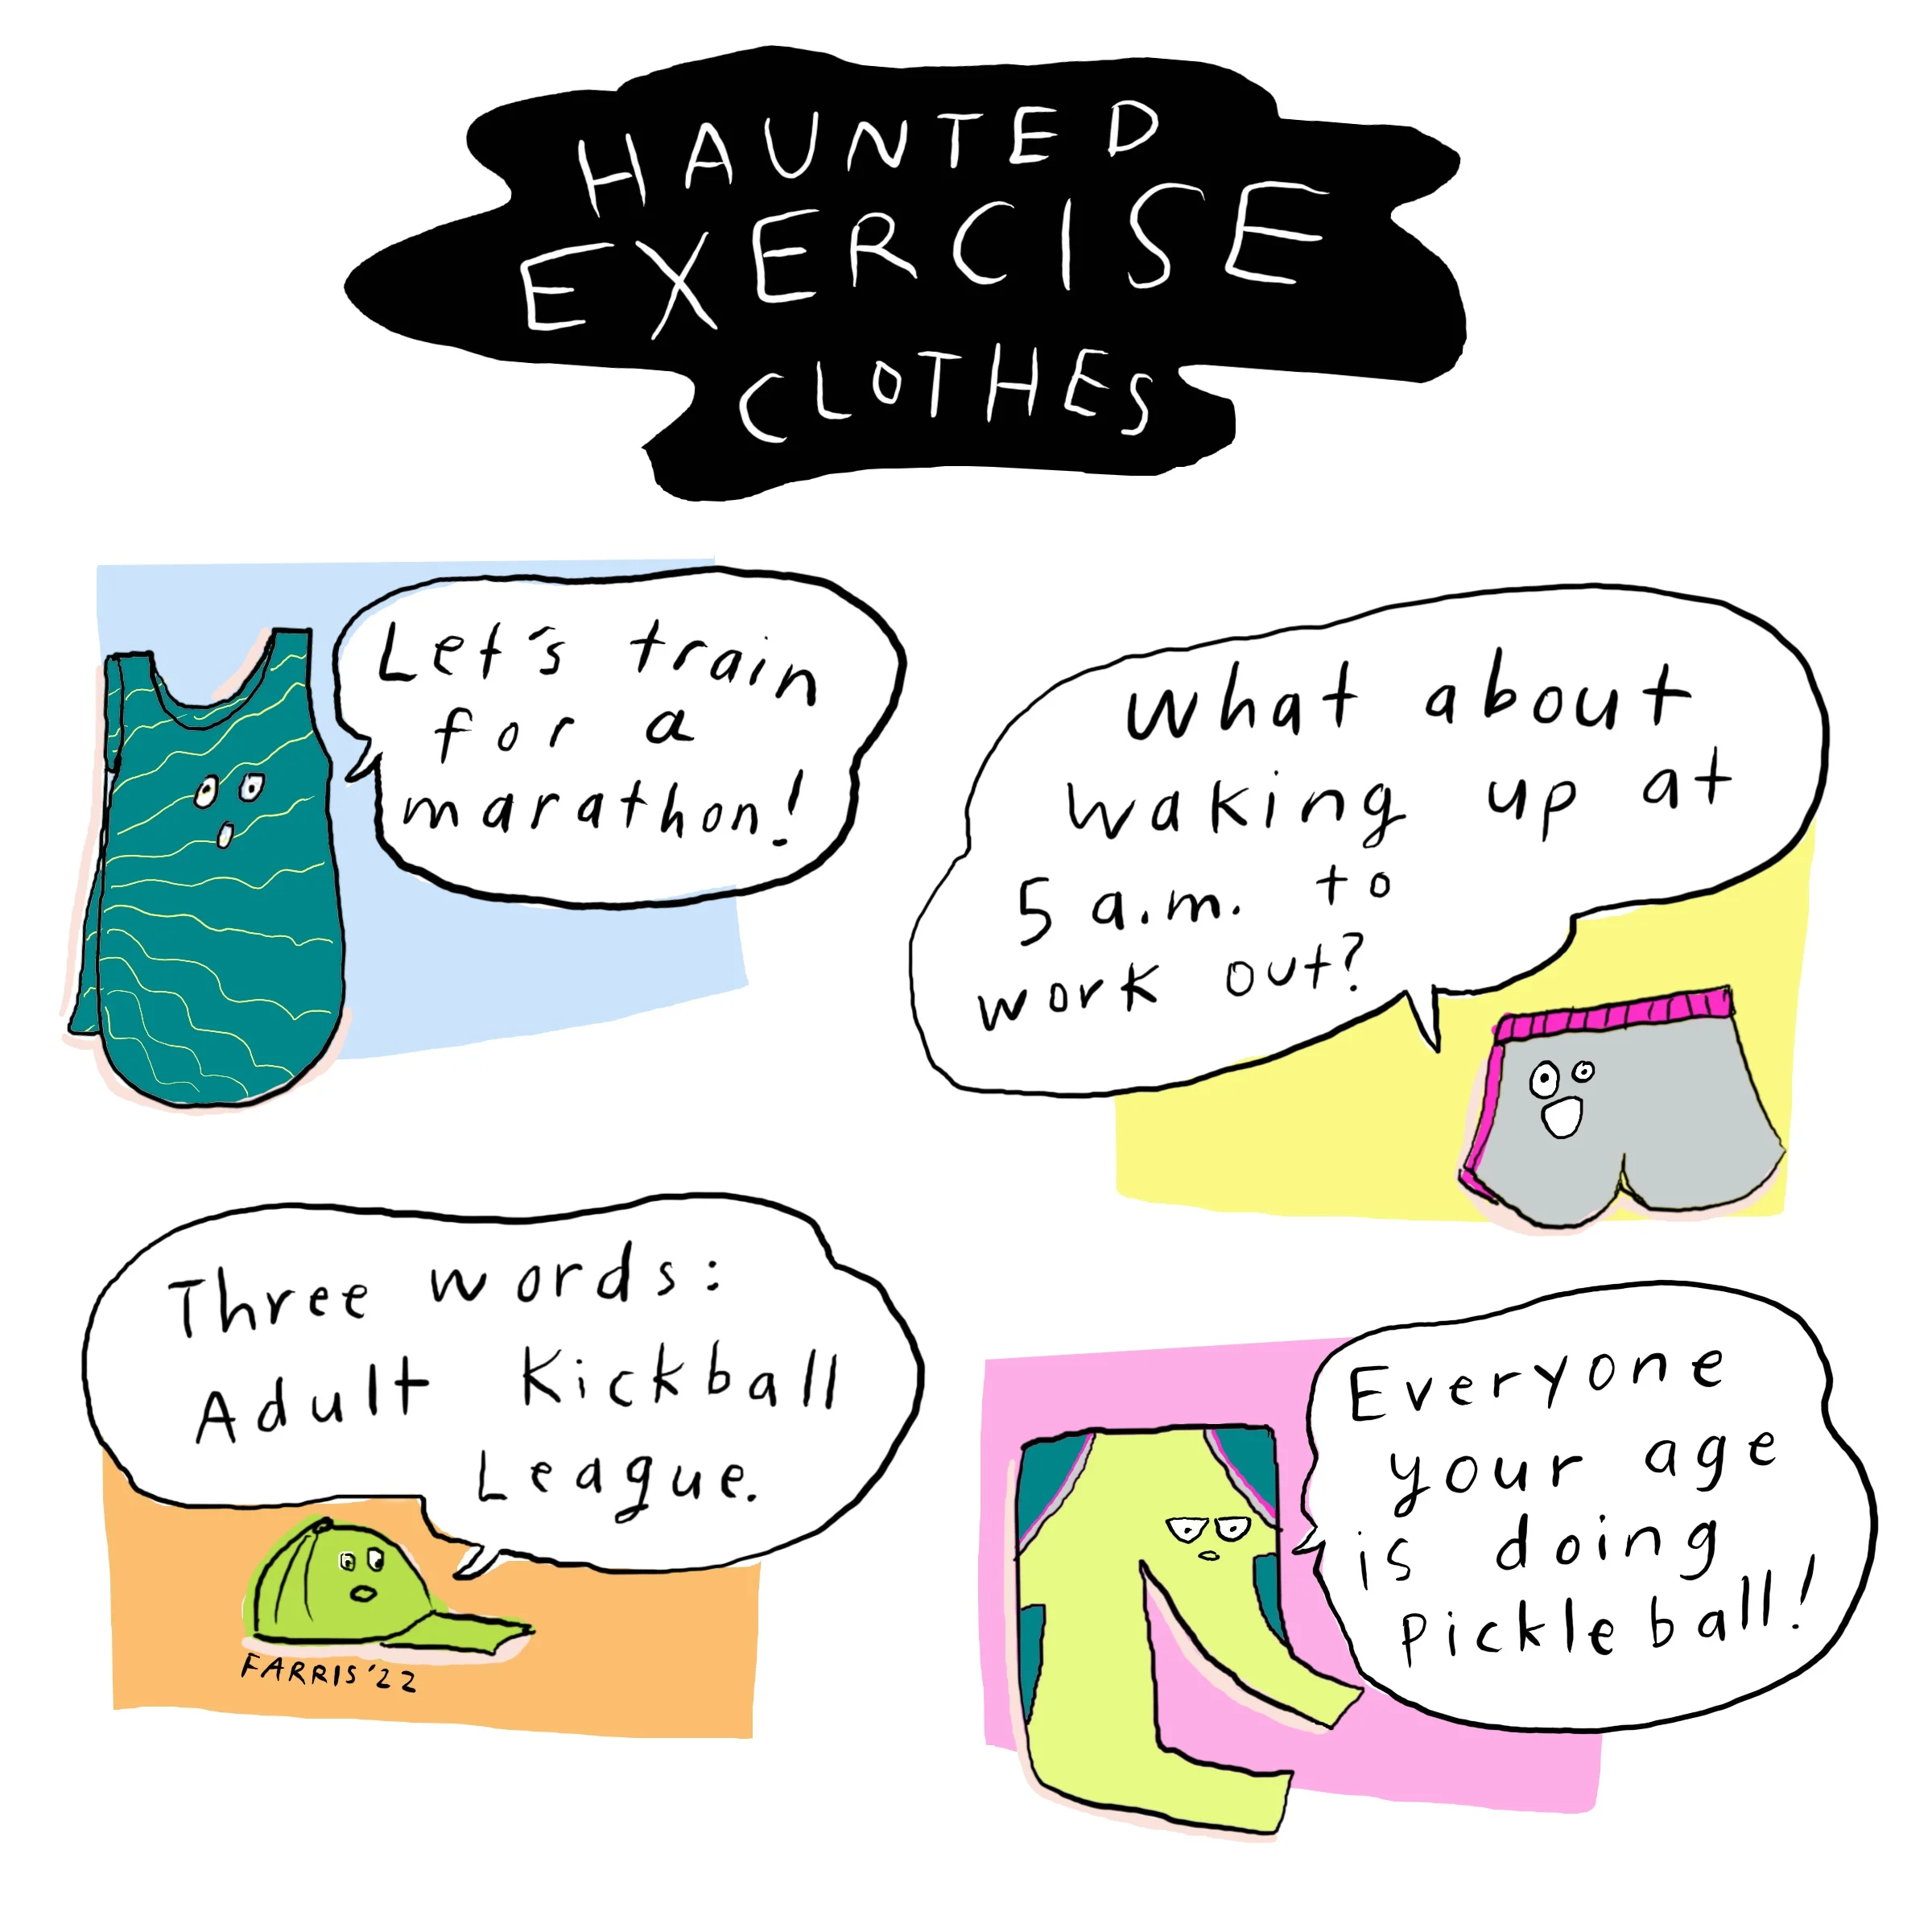 HAUNTED
EXERCISE
CLOTHES
Let's train
for a
marathon!
What about
waking up at
5 a.m. to
work out?
Three words:
Adult Kickball
League.
FARRIS '22
Everyone
your age
is doing
pickleball!